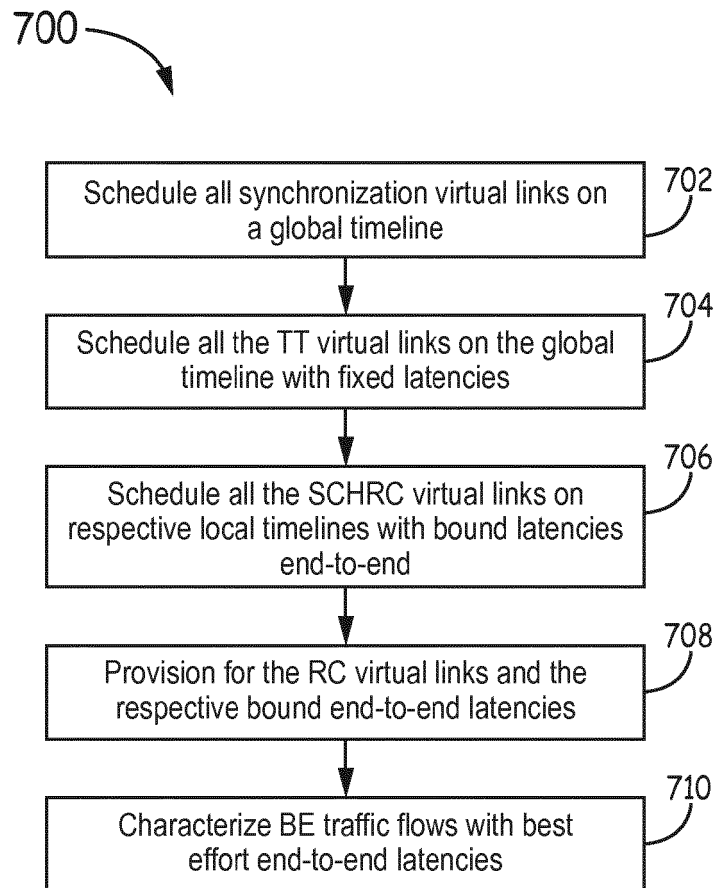 700
702
Schedule all synchronization virtual links on
a global timeline
704
Schedule all the TT virtual links on the global
timeline with fixed latencies
706
Schedule all the SCHRC virtual links on
respective local timelines with bound latencies
end-to-end
708
Provision for the RC virtual links and the
respective bound end-to-end latencies
710
Characterize BE traffic flows with best
effort end-to-end latencies